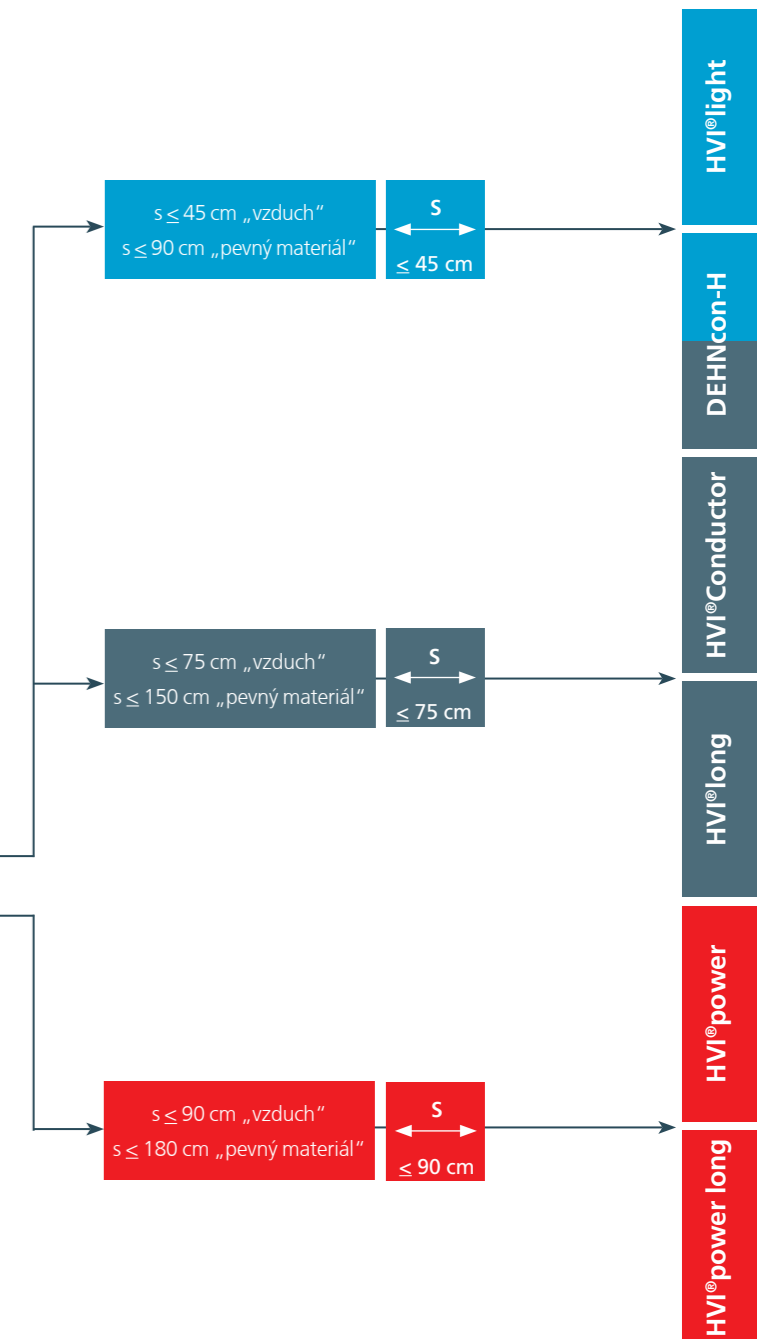 HVI®light
s ≤ 45 cm „vzduch“
s ≤ 90 cm „pevný materiál“
s
≤ 45 cm
DEHNcon-H
HVI®Conductor
s ≤ 75 cm „vzduch“
s ≤ 150 cm „pevný materiál“
s
≤ 75 cm
HVI®long
HVI®power
s ≤ 90 cm „vzduch“
s ≤ 180 cm „pevný materiál“
s
≤ 90 cm
HVI®power long